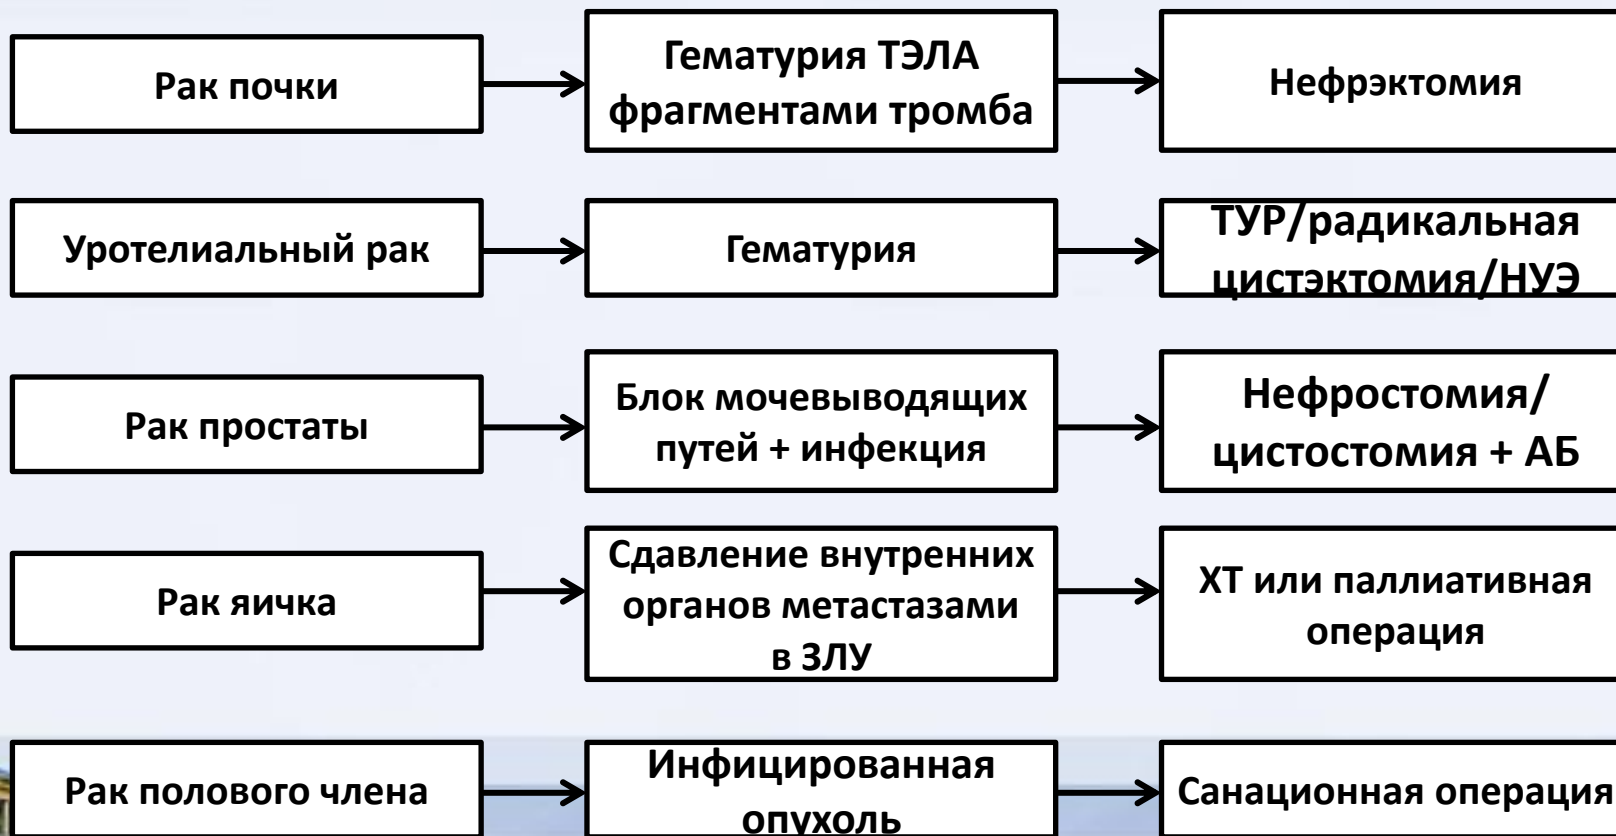 Рак почки
Гематурия ТЭЛА
фрагментами тромба
Нефрэктомия
Уротелиальный рак
Гематурия
ТУР/радикальная
цистэктомия/НУЭ
Рак простаты
Блок мочевыводящих
путей + инфекция
Нефростомия/
цистостомия + АБ
Рак яичка
Сдавление внутренних
органов метастазами
в ЗЛУ
ХТ или паллиативная
операция
Рак полового члена
Инфицированная
опухоль
Санационная операция